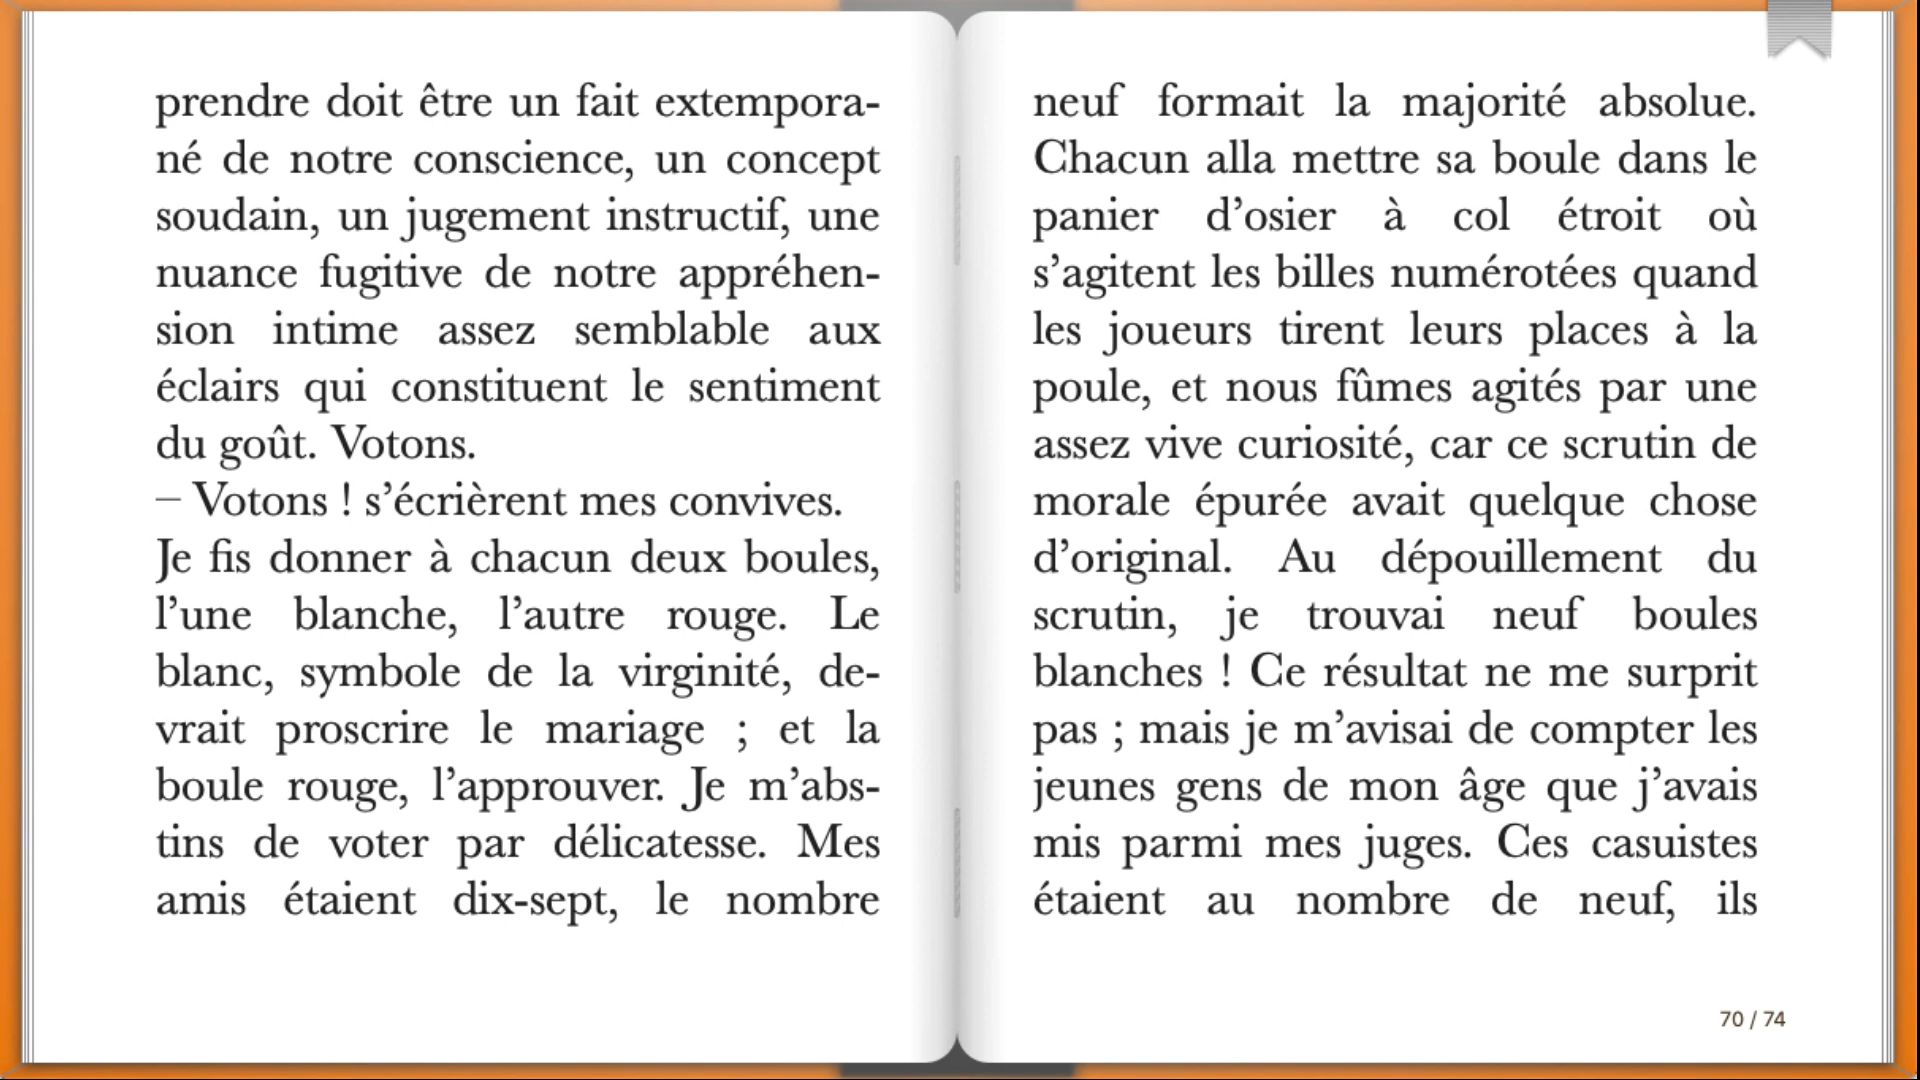 prendre doit être un fait extempora-
né de notre conscience, un concept
soudain, un jugement instructif, une
nuance fugitive de notre appréhen-
sion intime assez semblable aux
éclairs qui constituent le sentiment
du goût. Votons.
– Votons ! s’écrièrent mes convives.
Je fis donner à chacun deux boules,
l’une blanche, l’autre rouge. Le
blanc, symbole de la virginité, de-
vrait proscrire le mariage ; et la
boule rouge, l’approuver. Je m’abs-
tins de voter par délicatesse. Mes
amis étaient dix-sept, le nombre
neuf formait la majorité absolue.
Chacun alla mettre sa boule dans le
panier d’osier à col étroit où
s’agitent les billes numérotées quand
les joueurs tirent leurs places à la
poule, et nous fûmes agités par une
assez vive curiosité, car ce scrutin de
morale épurée avait quelque chose
d’original. Au dépouillement du
scrutin, je trouvai neuf boules
blanches ! Ce résultat ne me surprit
pas ; mais je m’avisai de compter les
jeunes gens de mon âge que j’avais
mis parmi mes juges. Ces casuistes
étaient au nombre de neuf, ils
70 / 74